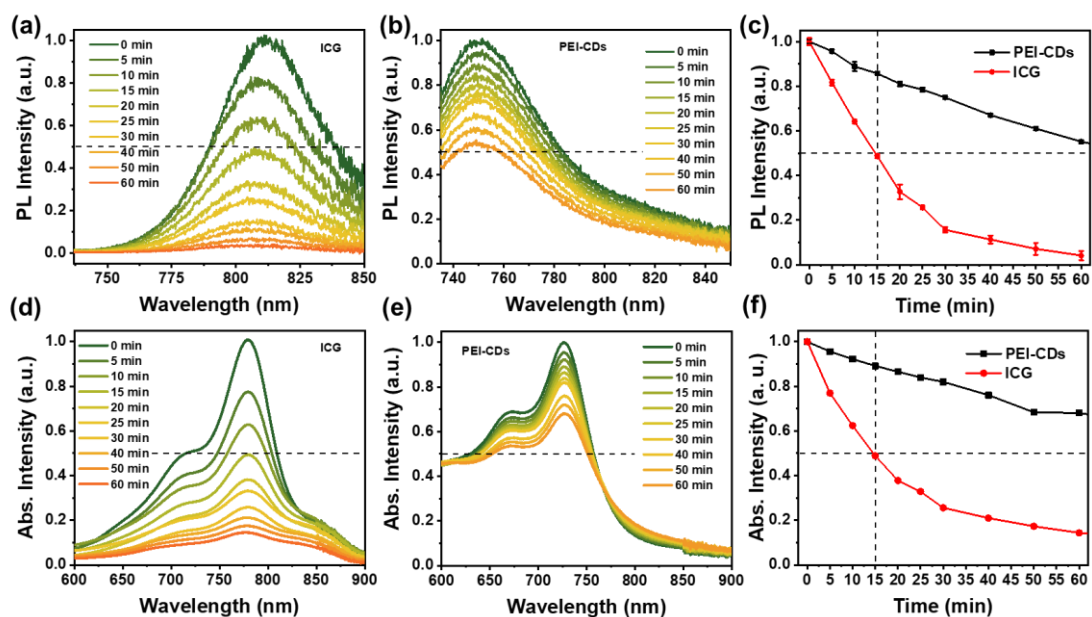 (a)
ICG
0 min
5 min
10 min
15 min
20 min
25 min
30 min
40 min
50 min
60 min
PL Intensity (a.u.)
1.0
0.8
0.6
0.4
0.2
0.0
750
775
800
825
850
Wavelength (nm)
(b)
PEI-CDs
0 min
5 min
10 min
15 min
20 min
25 min
30 min
40 min
50 min
60 min
PL Intensity (a.u.)
1.0
0.8
0.6
0.4
0.2
0.0
740
760
780
800
820
840
Wavelength (nm)
(c)
PEI-CDs
ICG
PL Intensity (a.u.)
1.0
0.8
0.6
0.4
0.2
0.0
0
5
10
15
20
25
30
35
40
45
50
55
60
Time (min)
(d)
ICG
0 min
5 min
10 min
15 min
20 min
25 min
30 min
40 min
50 min
60 min
Abs. Intensity (a.u.)
1.0
0.8
0.6
0.4
0.2
0.0
600
650
700
750
800
850
900
Wavelength (nm)
(e)
PEI-CDs
0 min
5 min
10 min
15 min
20 min
25 min
30 min
40 min
50 min
60 min
Abs. Intensity (a.u.)
1.0
0.8
0.6
0.4
0.2
0.0
600
650
700
750
800
850
900
Wavelength (nm)
(f)
PEI-CDs
ICG
Abs. Intensity (a. u.)
1.0
0.8
0.6
0.4
0.2
0.0
0
5
10
15
20
25
30
35
40
45
50
55
60
Time (min)